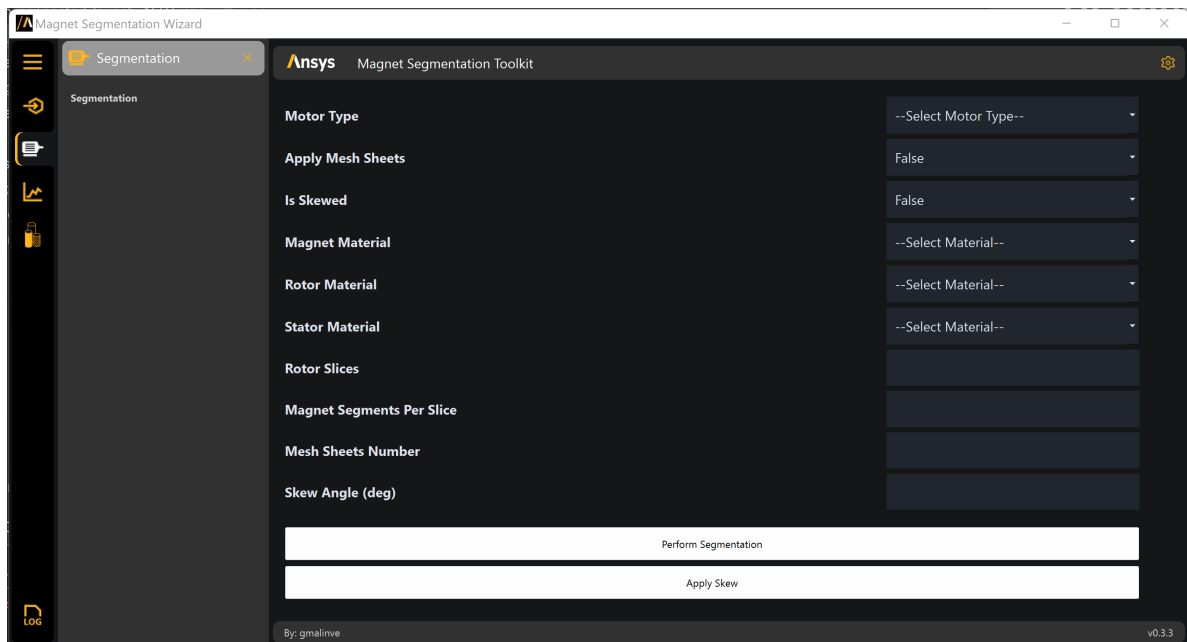 Magnet Segmentation Wizard
Segmentation
Segmentation
Ansys Magnet Segmentation Toolkit
Motor Type --Select Motor Type--
Apply Mesh Sheets False
Is Skewed False
Magnet Material --Select Material--
Rotor Material --Select Material--
Stator Material --Select Material--
Rotor Slices
Magnet Segments Per Slice
Mesh Sheets Number
Skew Angle (deg)
Perform Segmentation
Apply Skew
LOG
By: gmalinve v0.3.3